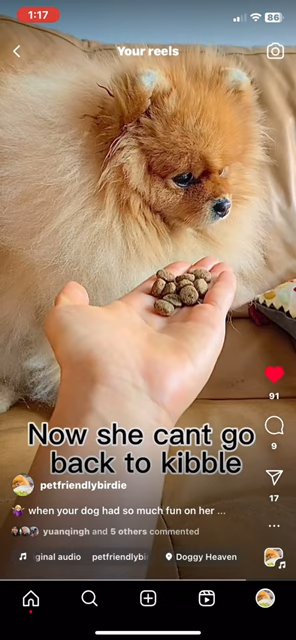 1:17
86
Your reels
Now she cant go
back to kibble
91
9
petfriendlybirdie
17
🤷🏼‍♀️ when your dog had so much fun on her ...
yuanqingh and 5 others commented
ginal audio petfriendlybi Doggy Heaven